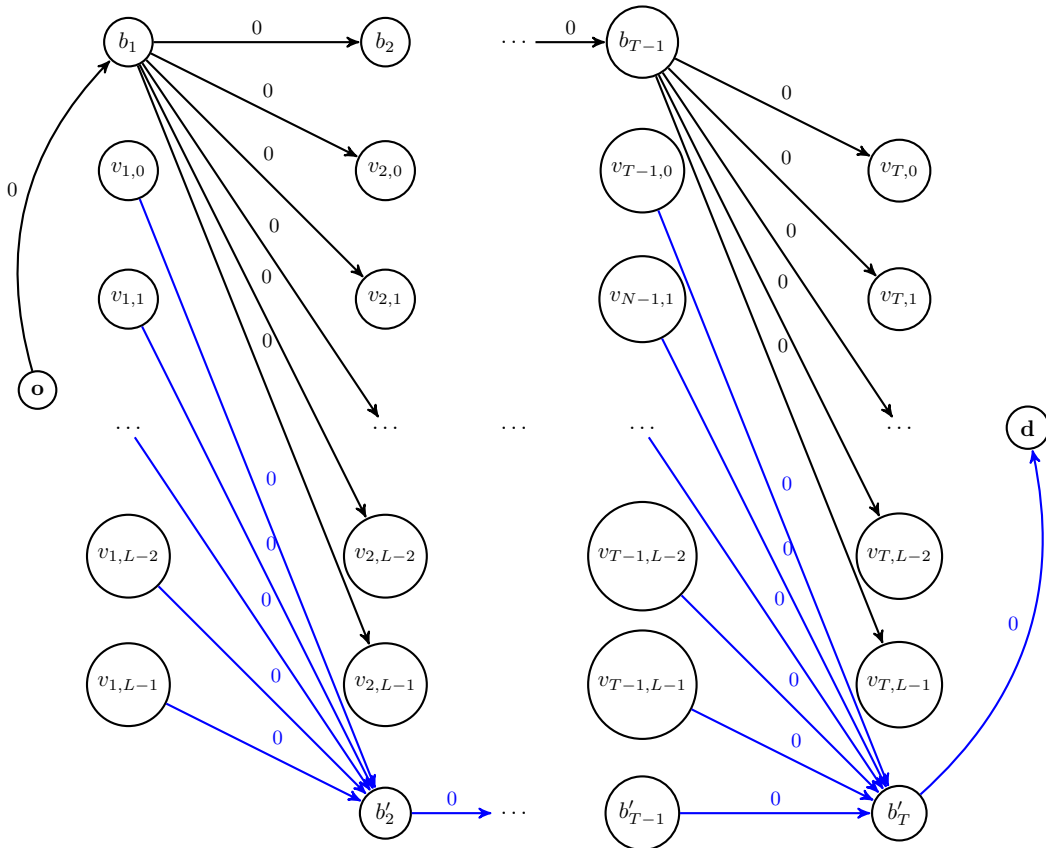 0 0
b_1 b_2 ⋯ b_{T−1}
0 0
v_{1,0} v_{2,0} v_{T−1,0} v_{T,0}
0 0 0
0 0
v_{1,1} 0 v_{2,1} v_{N−1,1} v_{T,1}
0 0
o
⋯ ⋯ ⋯ ⋯ ⋯ d
0 0
0 0
v_{1,L−2} v_{2,L−2} v_{T−1,L−2} v_{T,L−2}
0 0
0
v_{1,L−1} 0 v_{2,L−1} v_{T−1,L−1} 0 v_{T,L−1}
0 0
0 0
b′_2 ⋯ b′_{T−1} b′_T